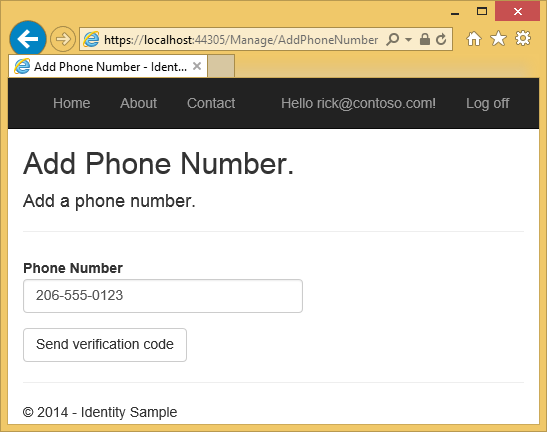 https://localhost:44305/Manage/AddPhoneNumber
Add Phone Number - Identi...
Home About Contact Hello rick@contoso.com! Log off
Add Phone Number.
Add a phone number.
Phone Number
206-555-0123
Send verification code
© 2014 - Identity Sample